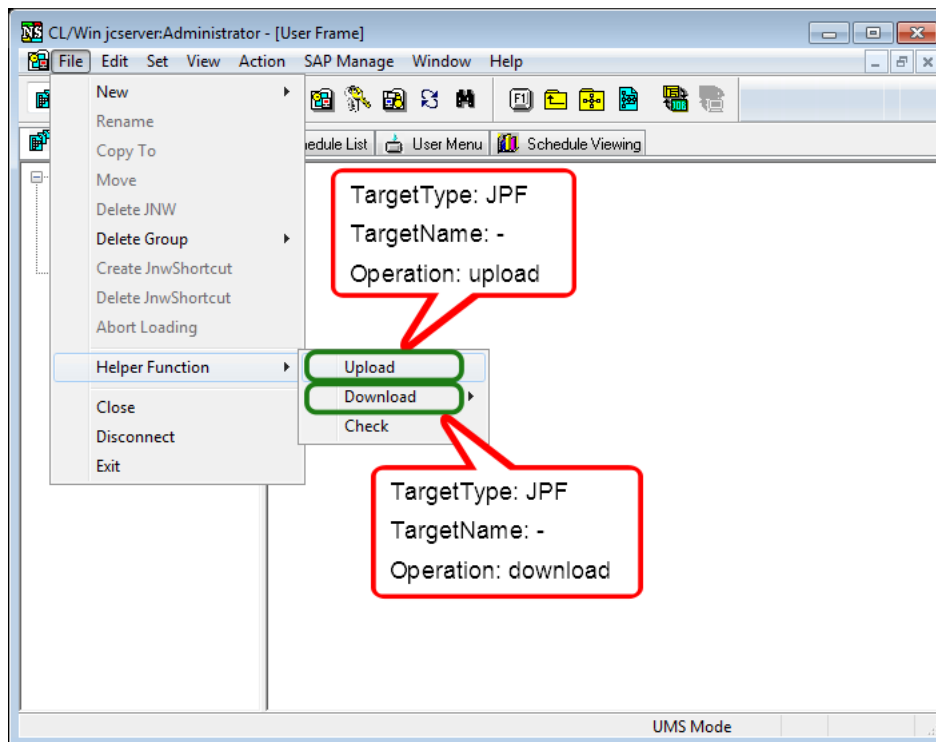 CL/Win jcserver:Administrator - [User Frame]
File Edit Set View Action SAP Manage Window Help
New
Rename
Copy To
Move
Delete JNW
Delete Group
Create JnwShortcut
Delete JnwShortcut
Abort Loading
Helper Function
Close
Disconnect
Exit
List User Menu Schedule Viewing
TargetType: JPF
TargetName: -
Operation: upload
Upload
Download
Check
TargetType: JPF
TargetName: -
Operation: download
UMS Mode